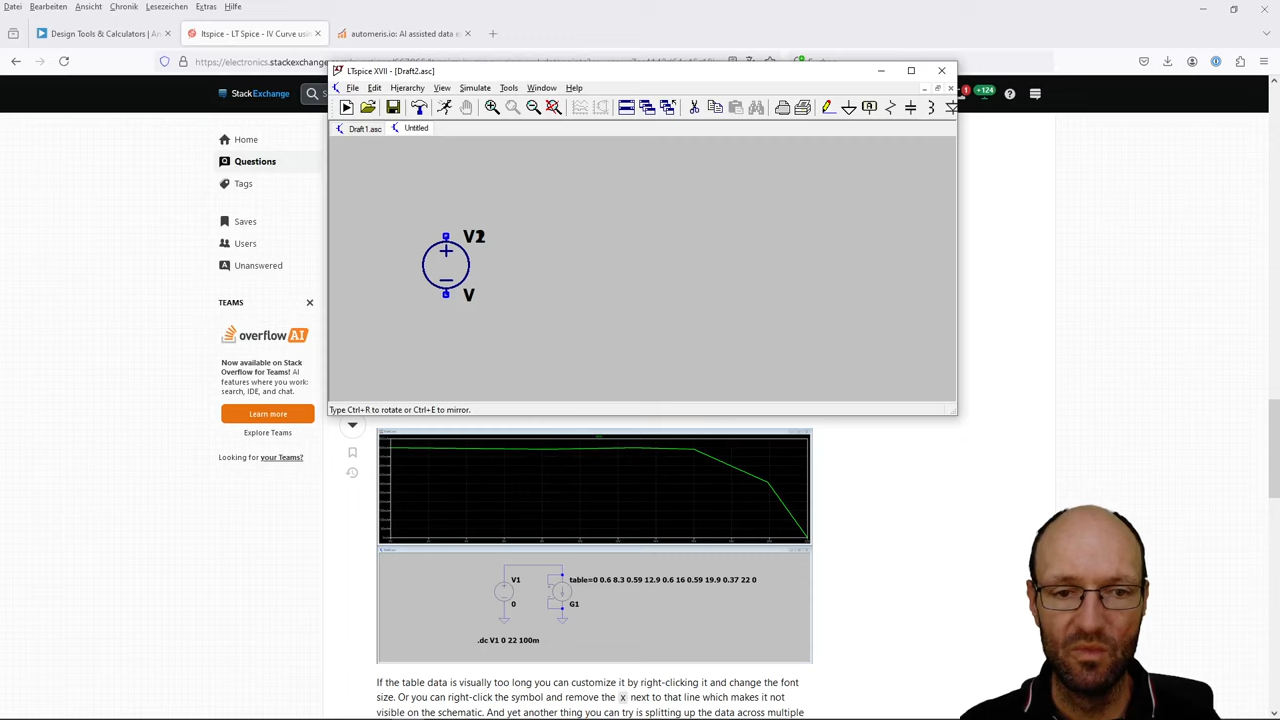 Datei Bearbeiten Ansicht Chronik Lesezeichen Extras Hilfe
Design Tools & Calculators | An
ltspice - LT Spice - IV Curve usin
automeris.io: AI assisted data e
https://electronics.stackexchange
LTspice XVII - [Draft2.asc]
File Edit Hierarchy View Simulate Tools Window Help
StackExchange
+124
Draft1.asc Untitled
Home
Questions
Tags
Saves
Users
Unanswered
TEAMS
overflow AI
Now available on Stack
Overflow for Teams! AI
features where you work:
search, IDE, and chat.
Learn more
Explore Teams
Looking for your Teams?
V
Type Ctrl+R to rotate or Ctrl+E to mirror.
V1
0
table=0 0.6 8.3 0.59 12.9 0.6 16 0.59 19.9 0.37 22 0
G1
.dc V1 0 22 100m
If the table data is visually too long you can customize it by right-clicking it and change the font
size. Or you can right-click the symbol and remove the X next to that line which makes it not
visible on the schematic. And yet another thing you can try is splitting up the data across multiple